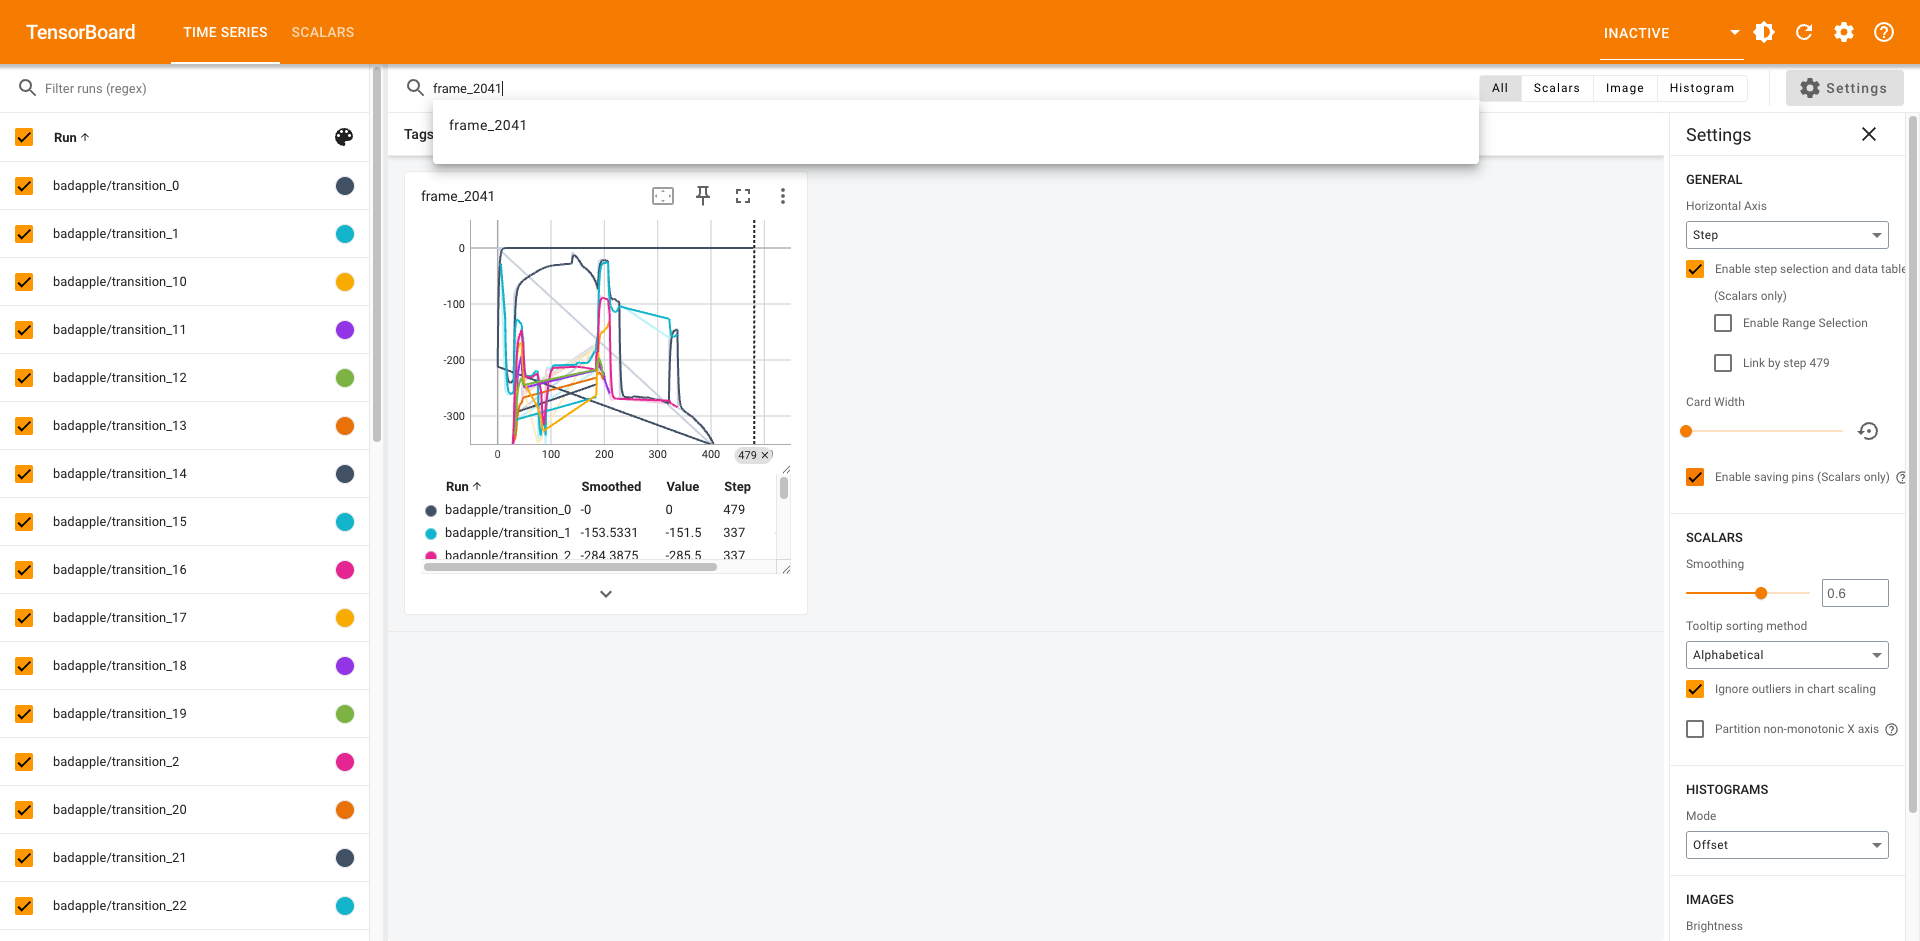 TensorBoard
TIME SERIES
SCALARS
INACTIVE
Filter runs (regex)
frame_2041
All
Scalars
Image
Histogram
Settings
frame_2041
Run
Tags
badapple/transition_0
badapple/transition_1
badapple/transition_10
badapple/transition_11
badapple/transition_12
badapple/transition_13
badapple/transition_14
badapple/transition_15
badapple/transition_16
badapple/transition_17
badapple/transition_18
badapple/transition_19
badapple/transition_2
badapple/transition_20
badapple/transition_21
badapple/transition_22
frame_2041
0
-100
-200
-300
0 100 200 300 400 479
Run Smoothed Value Step
badapple/transition_0 -0 0 479
badapple/transition_1 -153.5331 -151.5 337
badapple/transition_2 -284.3875 -285.5 337
Settings
GENERAL
Horizontal Axis
Step
Enable step selection and data table
(Scalars only)
Enable Range Selection
Link by step 479
Card Width
Enable saving pins (Scalars only)
SCALARS
Smoothing
0.6
Tooltip sorting method
Alphabetical
Ignore outliers in chart scaling
Partition non-monotonic X axis
HISTOGRAMS
Mode
Offset
IMAGES
Brightness